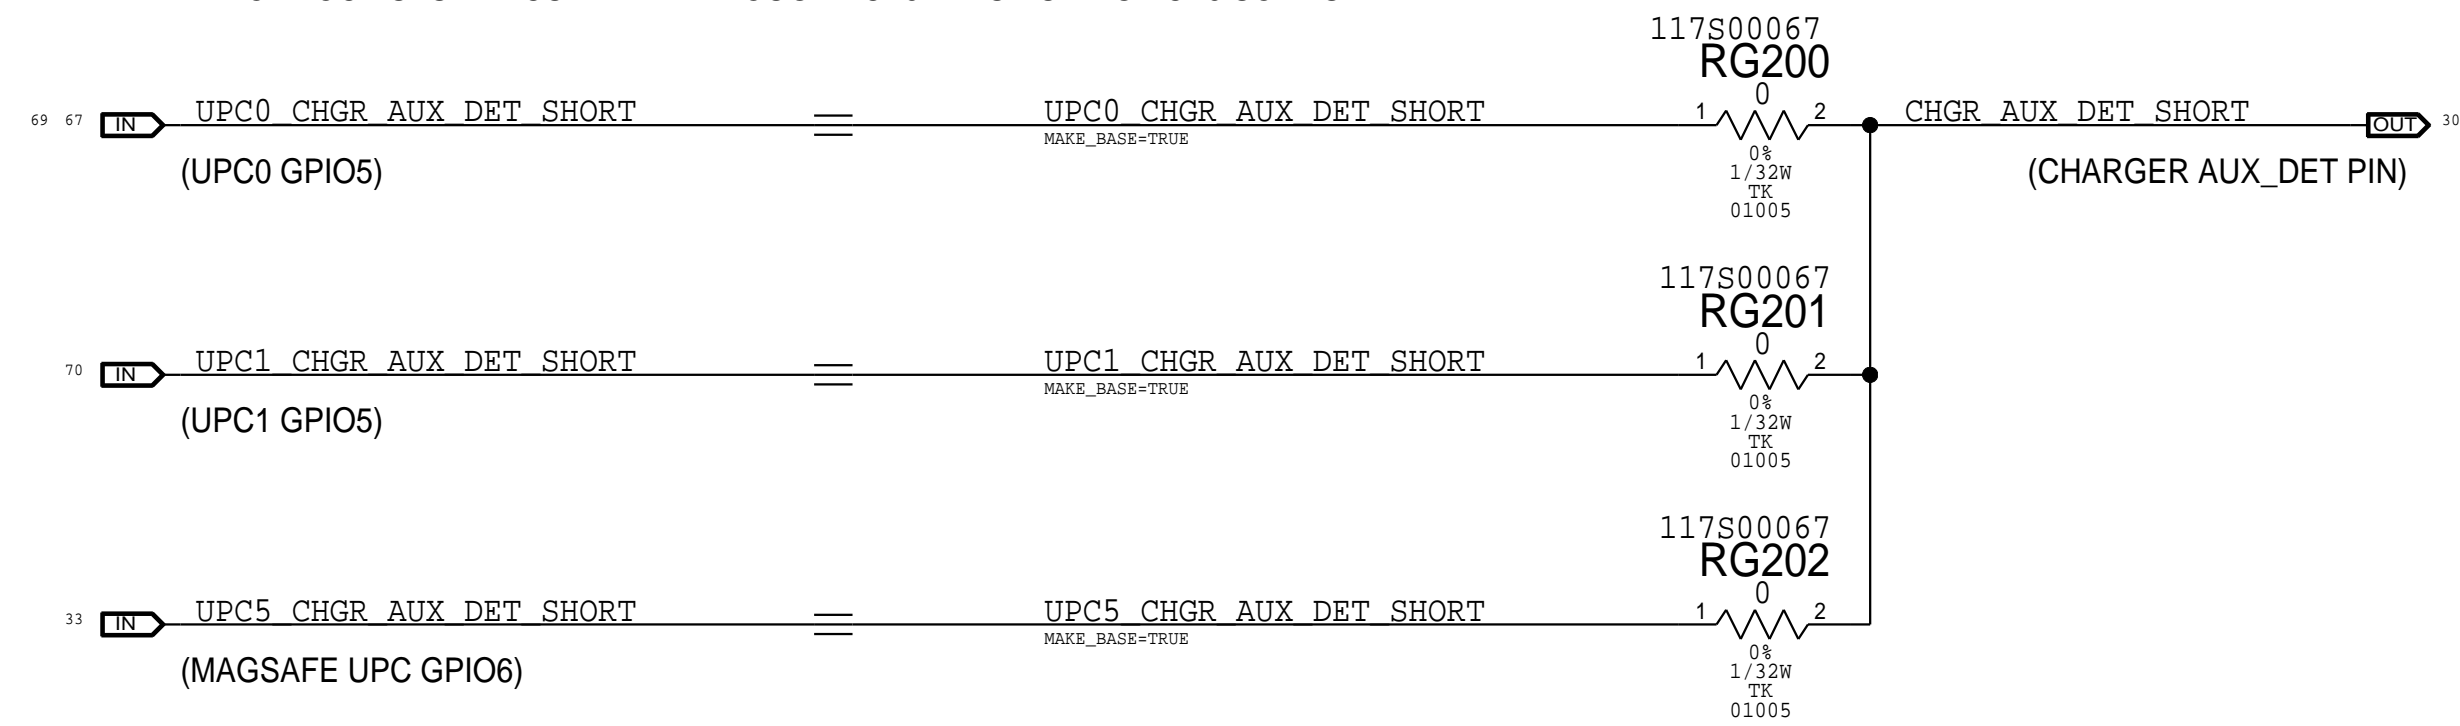 117S00067
RG200
0
69 67 IN UPC0_CHGR_AUX_DET_SHORT UPC0_CHGR_AUX_DET_SHORT 1 2 CHGR_AUX_DET_SHORT OUT 30
MAKE_BASE=TRUE
0%
(UPC0 GPIO5) 1/32W (CHARGER AUX_DET PIN)
TK
01005
117S00067
RG201
0
70 IN UPC1_CHGR_AUX_DET_SHORT UPC1_CHGR_AUX_DET_SHORT 1 2
MAKE_BASE=TRUE
0%
(UPC1 GPIO5) 1/32W
TK
01005
117S00067
RG202
0
33 IN UPC5_CHGR_AUX_DET_SHORT UPC5_CHGR_AUX_DET_SHORT 1 2
MAKE_BASE=TRUE
0%
(MAGSAFE UPC GPIO6) 1/32W
TK
01005